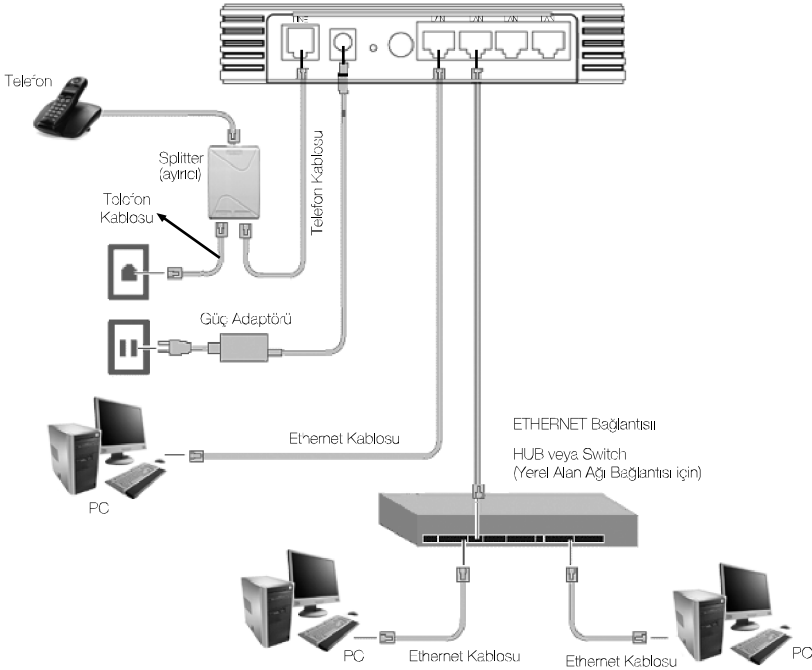 LINE
LAN
LAN
LAN
LAN
Telefon
Splitter
(ayırıcı)
Telefon Kablosu
Telefon
Kablosu
Güç Adaptörü
Ethernet Kablosu
PC
ETHERNET Bağlantısıı
HUB veya Switch
(Yerel Alan Ağı Bağlantısı için)
PC
Ethernet Kablosu
Ethernet Kablosu
PC